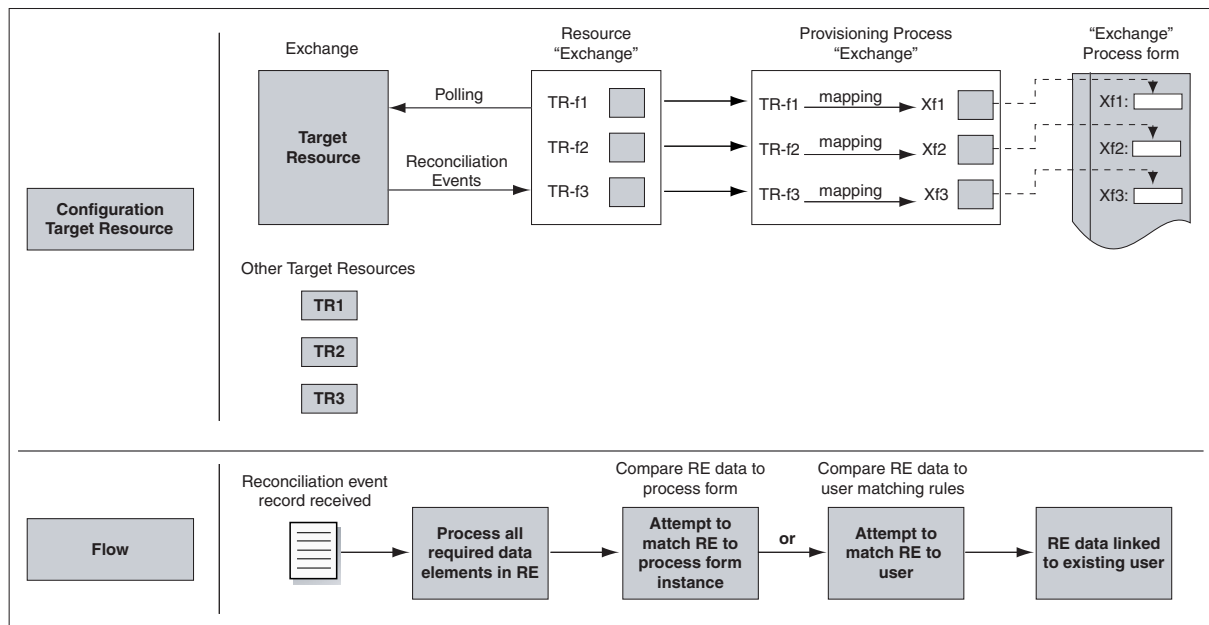 Exchange
Resource
“Exchange”
Provisioning Process
“Exchange”
“Exchange”
Process form
Configuration
Target Resource
Target
Resource
Polling
Reconciliation
Events
TR-f1
TR-f2
TR-f3
TR-f1
mapping
Xf1
TR-f2
mapping
Xf2
TR-f3
mapping
Xf3
Xf1:
Xf2:
Xf3:
Other Target Resources
TR1
TR2
TR3
Flow
Reconciliation event
record received
Process all
required data
elements in RE
Compare RE data to
process form
Attempt to
match RE to
process form
instance
or
Compare RE data to
user matching rules
Attempt to
match RE to
user
RE data linked
to existing user